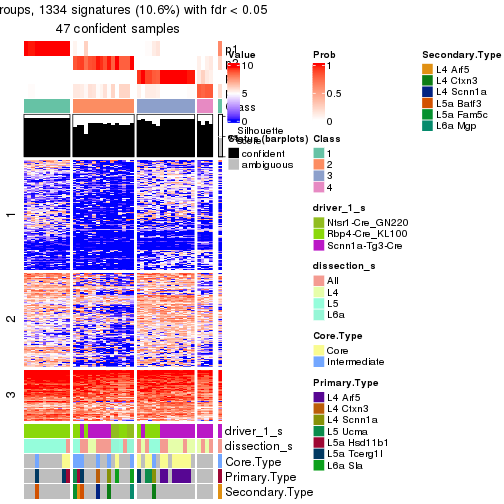 roups, 1334 signatures (10.6%) with fdr < 0.05
47 confident samples
p1
Value
10
5
0
Prob
1
0.5
0
Secondary.Type
L4 Arf5
L4 Ctxn3
L4 Scnn1a
L5a Batf3
L5a Fam5c
L6a Mgp
Silhouette
Status (barplots)
confident
ambiguous
Class
1
2
3
4
driver_1_s
Ntsr1-Cre_GN220
Rbp4-Cre_KL100
Scnn1a-Tg3-Cre
dissection_s
All
L4
L5
L6a
Core.Type
Core
Intermediate
Primary.Type
L4 Arf5
L4 Ctxn3
L4 Scnn1a
L5 Ucma
L5a Hsd11b1
L5a Tcerg1l
L6a Sla
1
2
3
driver_1_s
dissection_s
Core.Type
Primary.Type
Secondary.Type